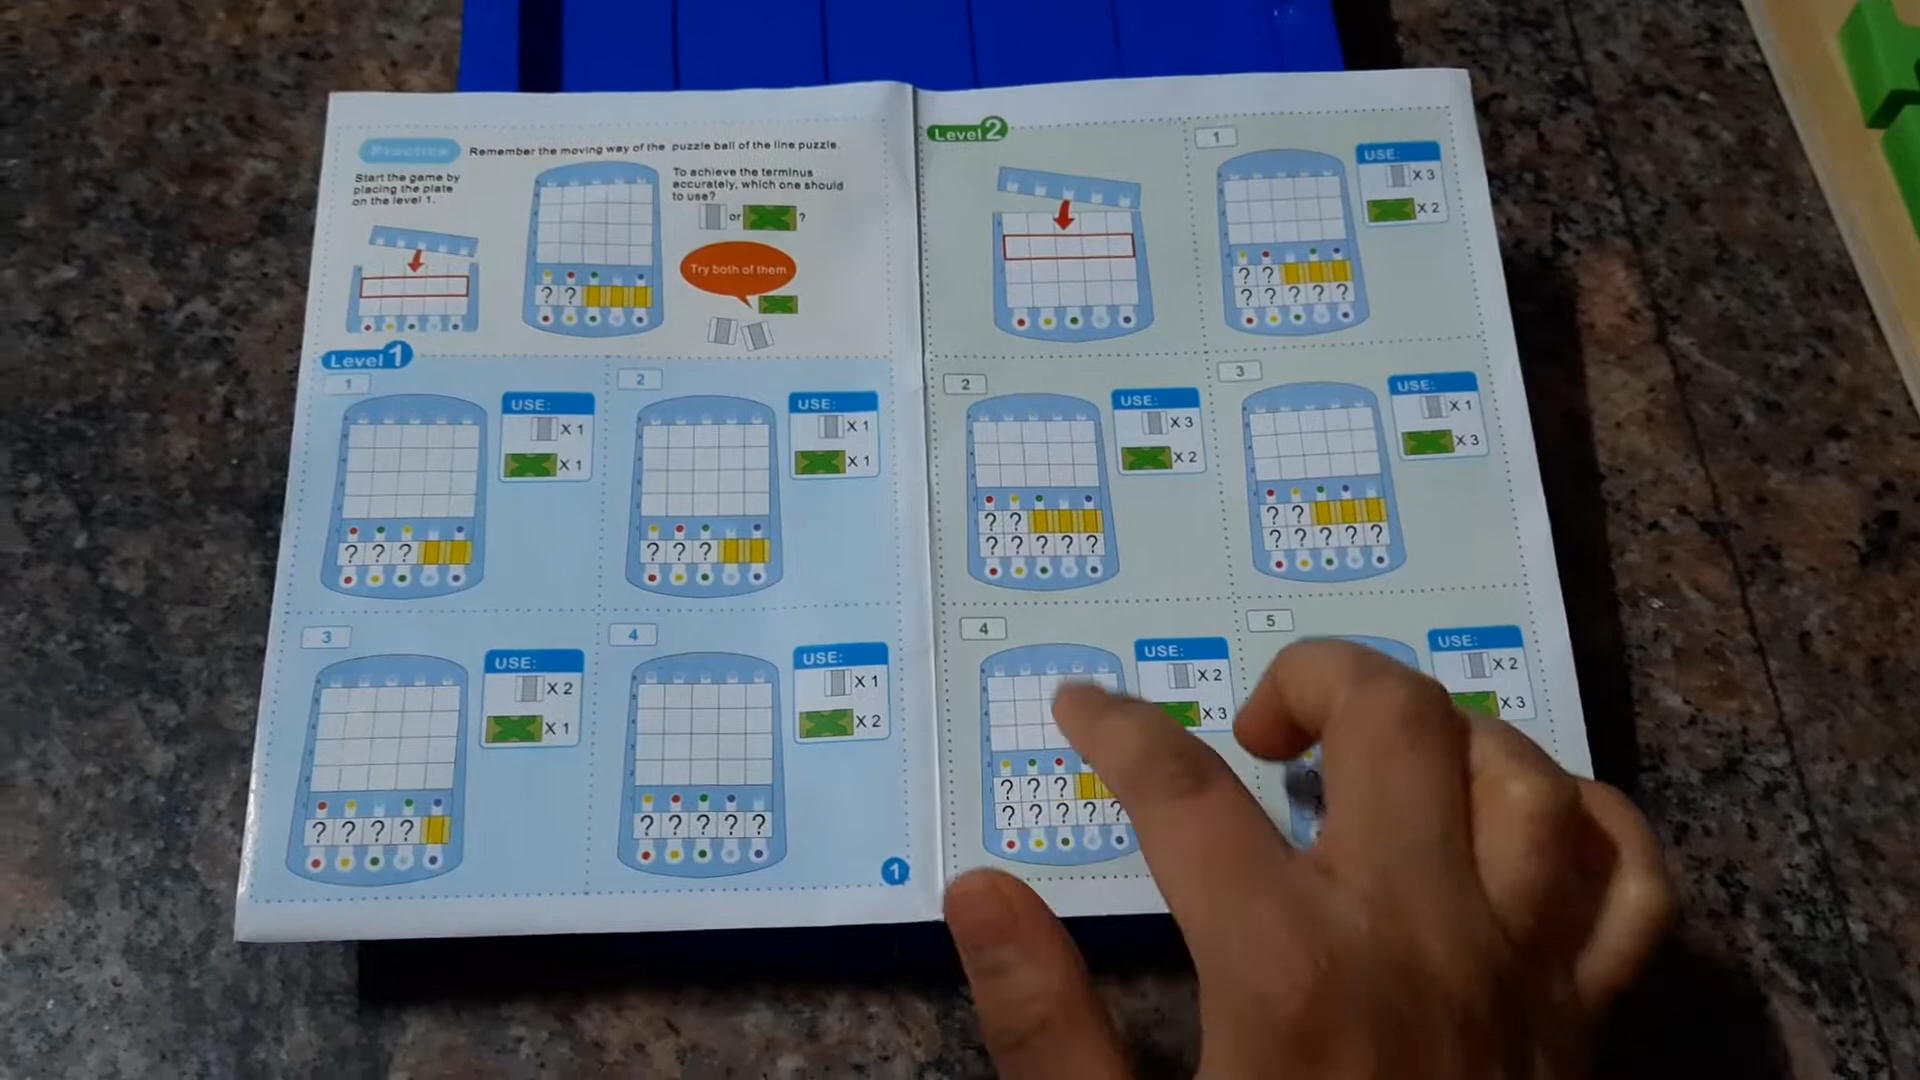 Practice Remember the moving way of the puzzle ball of the line puzzle.
Start the game by
placing the plate
on the level 1.
To achieve the terminus
accurately, which one should
to use?
or ?
Try both of them.
? ?
Level 1
1
USE:
X 1
X 1
? ? ?
2
USE:
X 1
X 1
? ? ?
3
USE:
X 2
X 1
? ? ? ?
4
USE:
X 1
X 2
? ? ? ? ?
1
Level 2
1
USE:
X 3
X 2
? ?
? ? ? ? ?
2
USE:
X 3
X 2
? ?
? ? ? ? ?
3
USE:
X 1
X 3
? ?
? ? ? ? ?
4
USE:
X 2
X 3
? ? ?
? ? ? ? ?
5
USE:
X 2
X 3